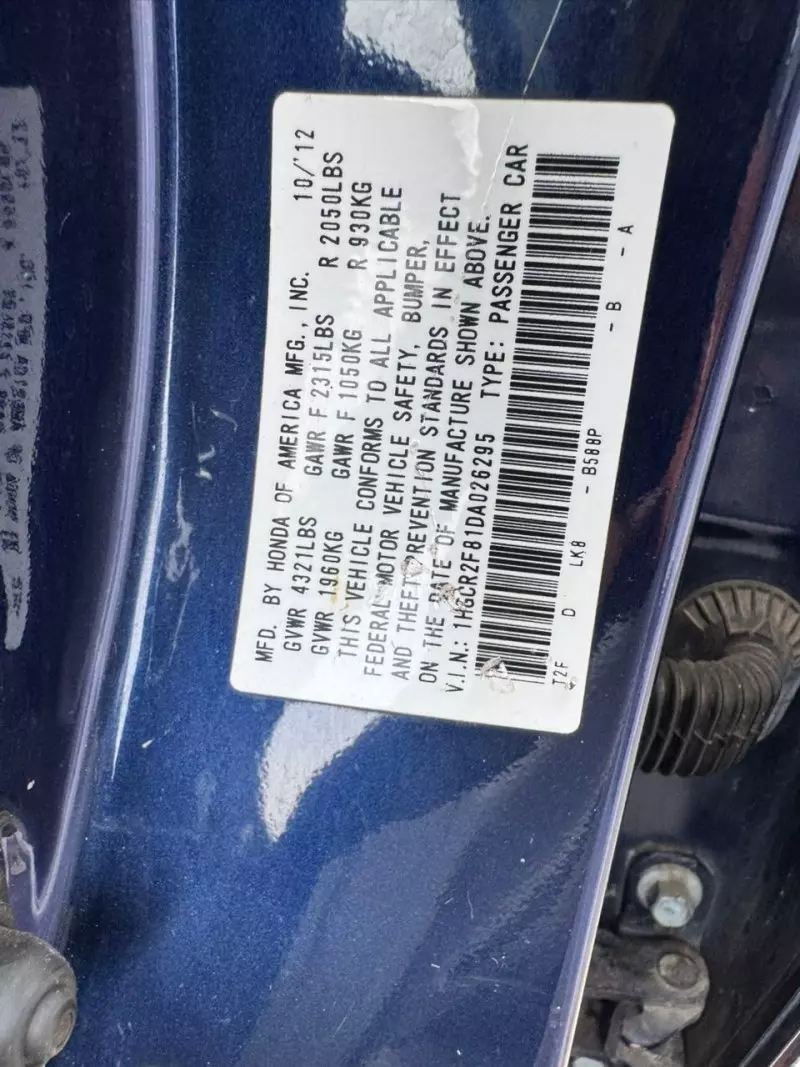 MFD. BY HONDA OF AMERICA MFG., INC. 10/'12
GVWR 4321LBS GAWR F 2315LBS R 2050LBS
GVWR 1960KG GAWR F 1050KG R 930KG
THIS VEHICLE CONFORMS TO ALL APPLICABLE
FEDERAL MOTOR VEHICLE SAFETY, BUMPER,
AND THEFT PREVENTION STANDARDS IN EFFECT
ON THE DATE OF MANUFACTURE SHOWN ABOVE.
V.I.N.: 1HGCR2F81DA026295 TYPE: PASSENGER CAR
T2F D LK8 - B588P - B - A